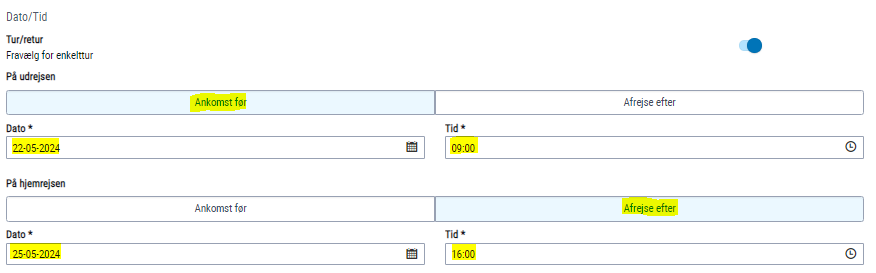 Dato/Tid
Tur/retur
Fravælg for enkelttur
På udrejsen
Ankomst før Afrejse efter
Dato * Tid *
22-05-2024 09:00
På hjemrejsen
Ankomst før Afrejse efter
Dato * Tid *
25-05-2024 16:00